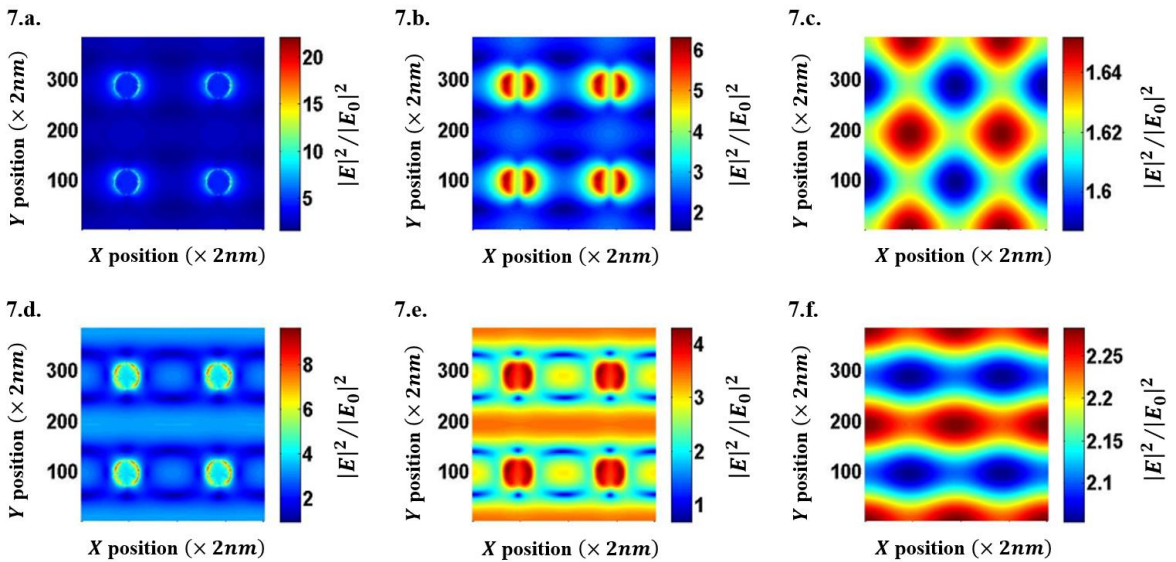 7.a.
300
200
100
Y position (× 2nm)
X position (× 2nm)
20
15
10
5
|E|²/|E₀|²
7.b.
300
200
100
Y position (× 2nm)
X position (× 2nm)
6
5
4
3
2
|E|²/|E₀|²
7.c.
300
200
100
Y position (× 2nm)
X position (× 2nm)
1.64
1.62
1.6
|E|²/|E₀|²
7.d.
300
200
100
Y position (× 2nm)
X position (× 2nm)
8
6
4
2
|E|²/|E₀|²
7.e.
300
200
100
Y position (× 2nm)
X position (× 2nm)
4
3
2
1
|E|²/|E₀|²
7.f.
300
200
100
Y position (× 2nm)
X position (× 2nm)
2.25
2.2
2.15
2.1
|E|²/|E₀|²